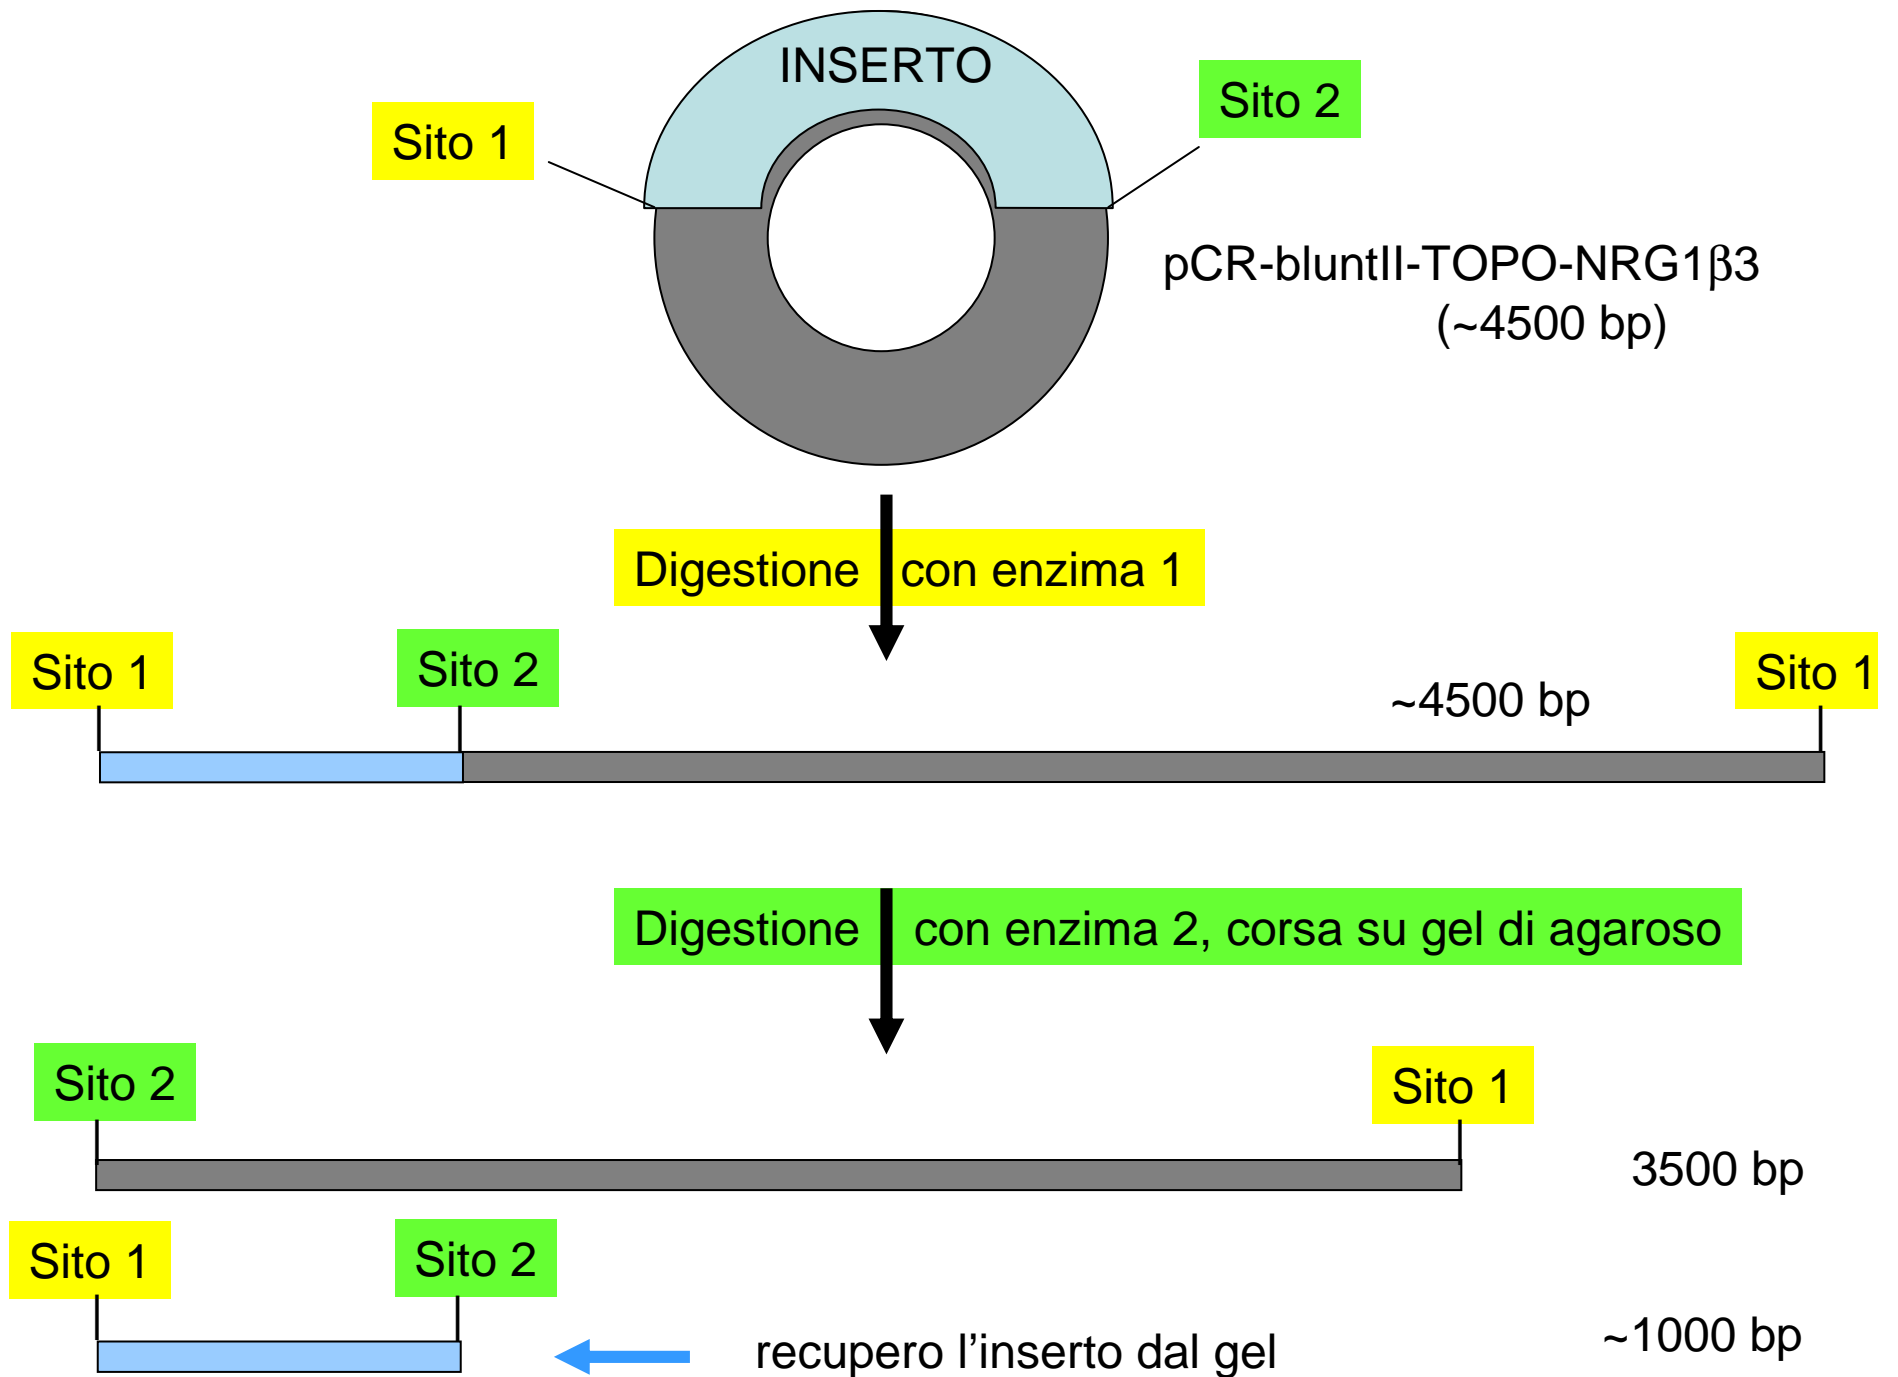 INSERTO
Sito 1
Sito 2
pCR-bluntII-TOPO-NRG1β3
(~4500 bp)
Digestione con enzima 1
Sito 1
Sito 2
~4500 bp
Sito 1
Digestione con enzima 2, corsa su gel di agaroso
Sito 2
Sito 1
3500 bp
Sito 1
Sito 2
recupero l’inserto dal gel
~1000 bp